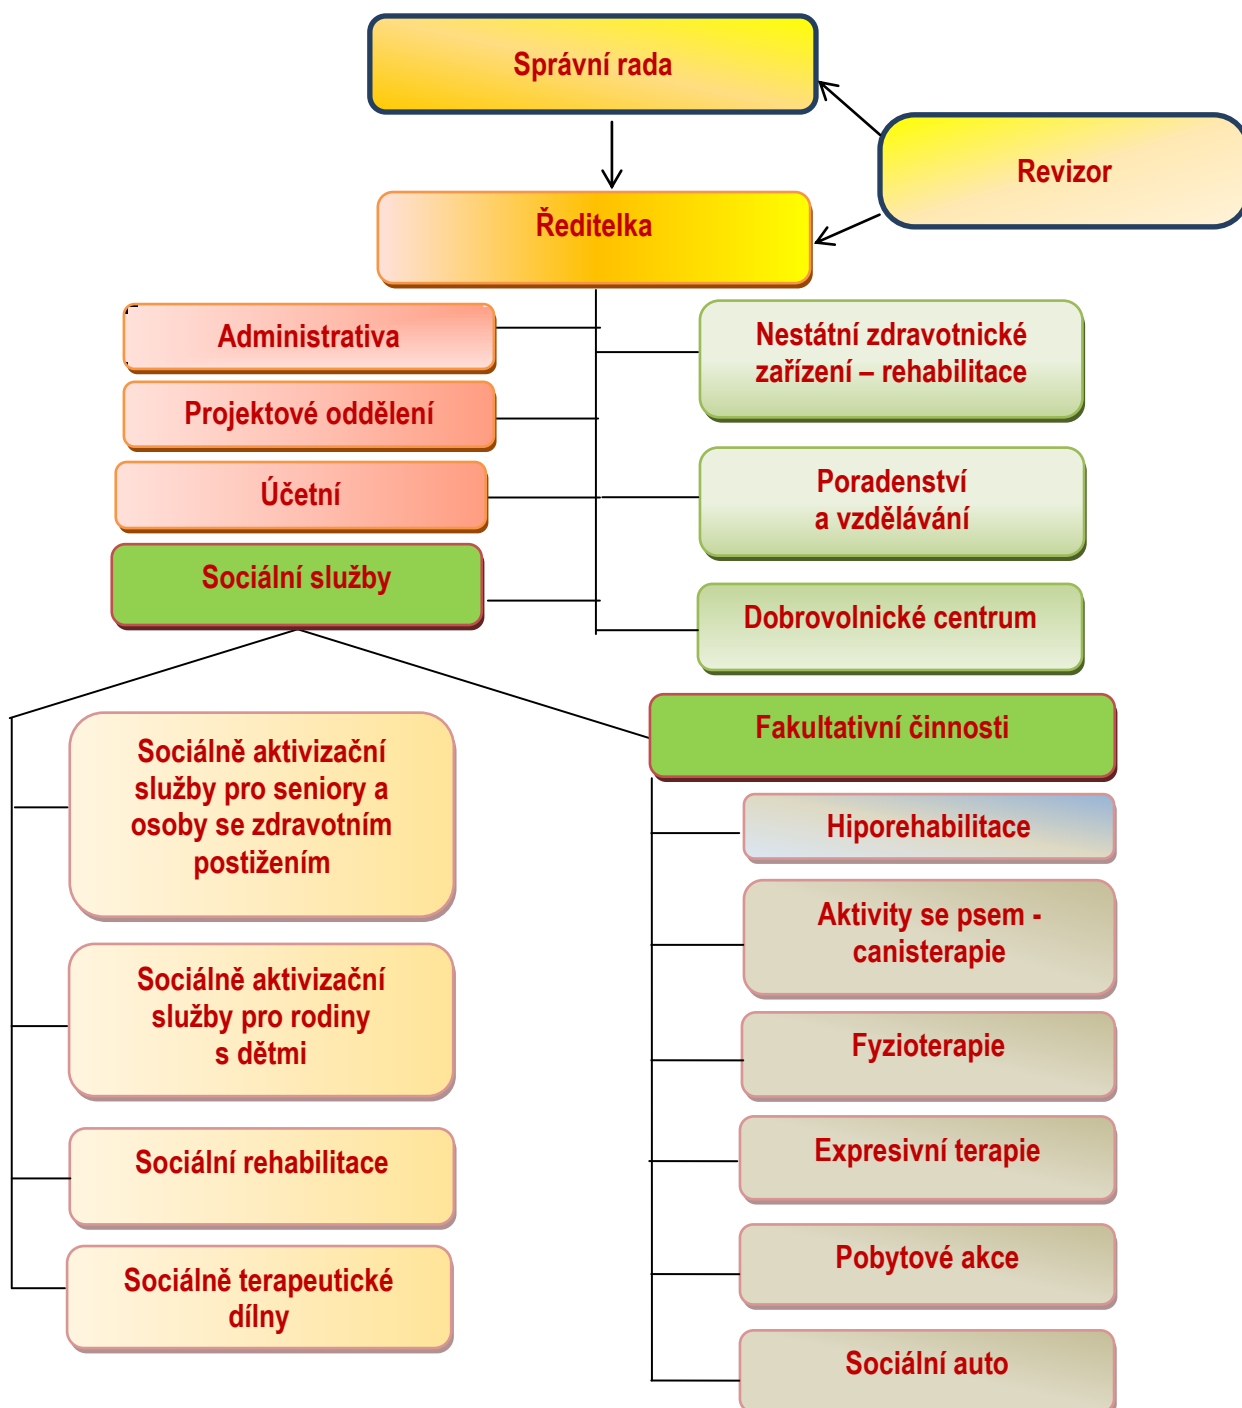 Správní rada
Revizor
Ředitelka
Administrativa
Projektové oddělení
Účetní
Sociální služby
Nestátní zdravotnické
zařízení – rehabilitace
Poradenství
a vzdělávání
Dobrovolnické centrum
Sociálně aktivizační
služby pro seniory a
osoby se zdravotním
postižením
Sociálně aktivizační
služby pro rodiny
s dětmi
Sociální rehabilitace
Sociálně terapeutické
dílny
Fakultativní činnosti
Hiporehabilitace
Aktivity se psem -
canisterapie
Fyzioterapie
Expresivní terapie
Pobytové akce
Sociální auto